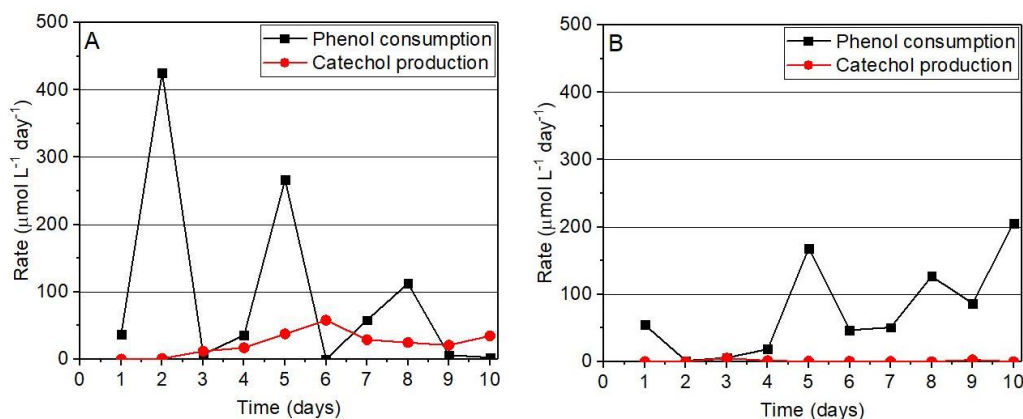 A
Phenol consumption
Catechol production
500
400
300
200
100
0
Rate (μmol L⁻¹ day⁻¹)
0 1 2 3 4 5 6 7 8 9 10
Time (days)
B
Phenol consumption
Catechol production
500
400
300
200
100
0
Rate (μmol L⁻¹ day⁻¹)
0 1 2 3 4 5 6 7 8 9 10
Time (days)